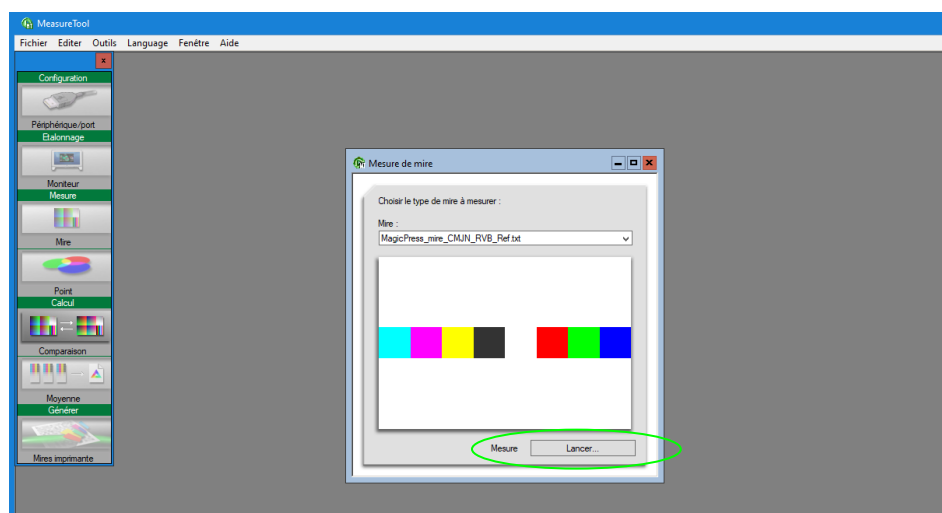 MeasureTool
Fichier Editer Outils Language Fenêtre Aide
x
Configuration
Périphérique/port
Etalonnage
Moniteur
Mesure
Mire
Point
Calcul
Comparaison
Moyenne
Générer
Mires imprimante
Mesure de mire
Choisir le type de mire à mesurer :
Mire :
MagicPress_mire_CMJN_RVB_Ref.txt
Mesure Lancer...